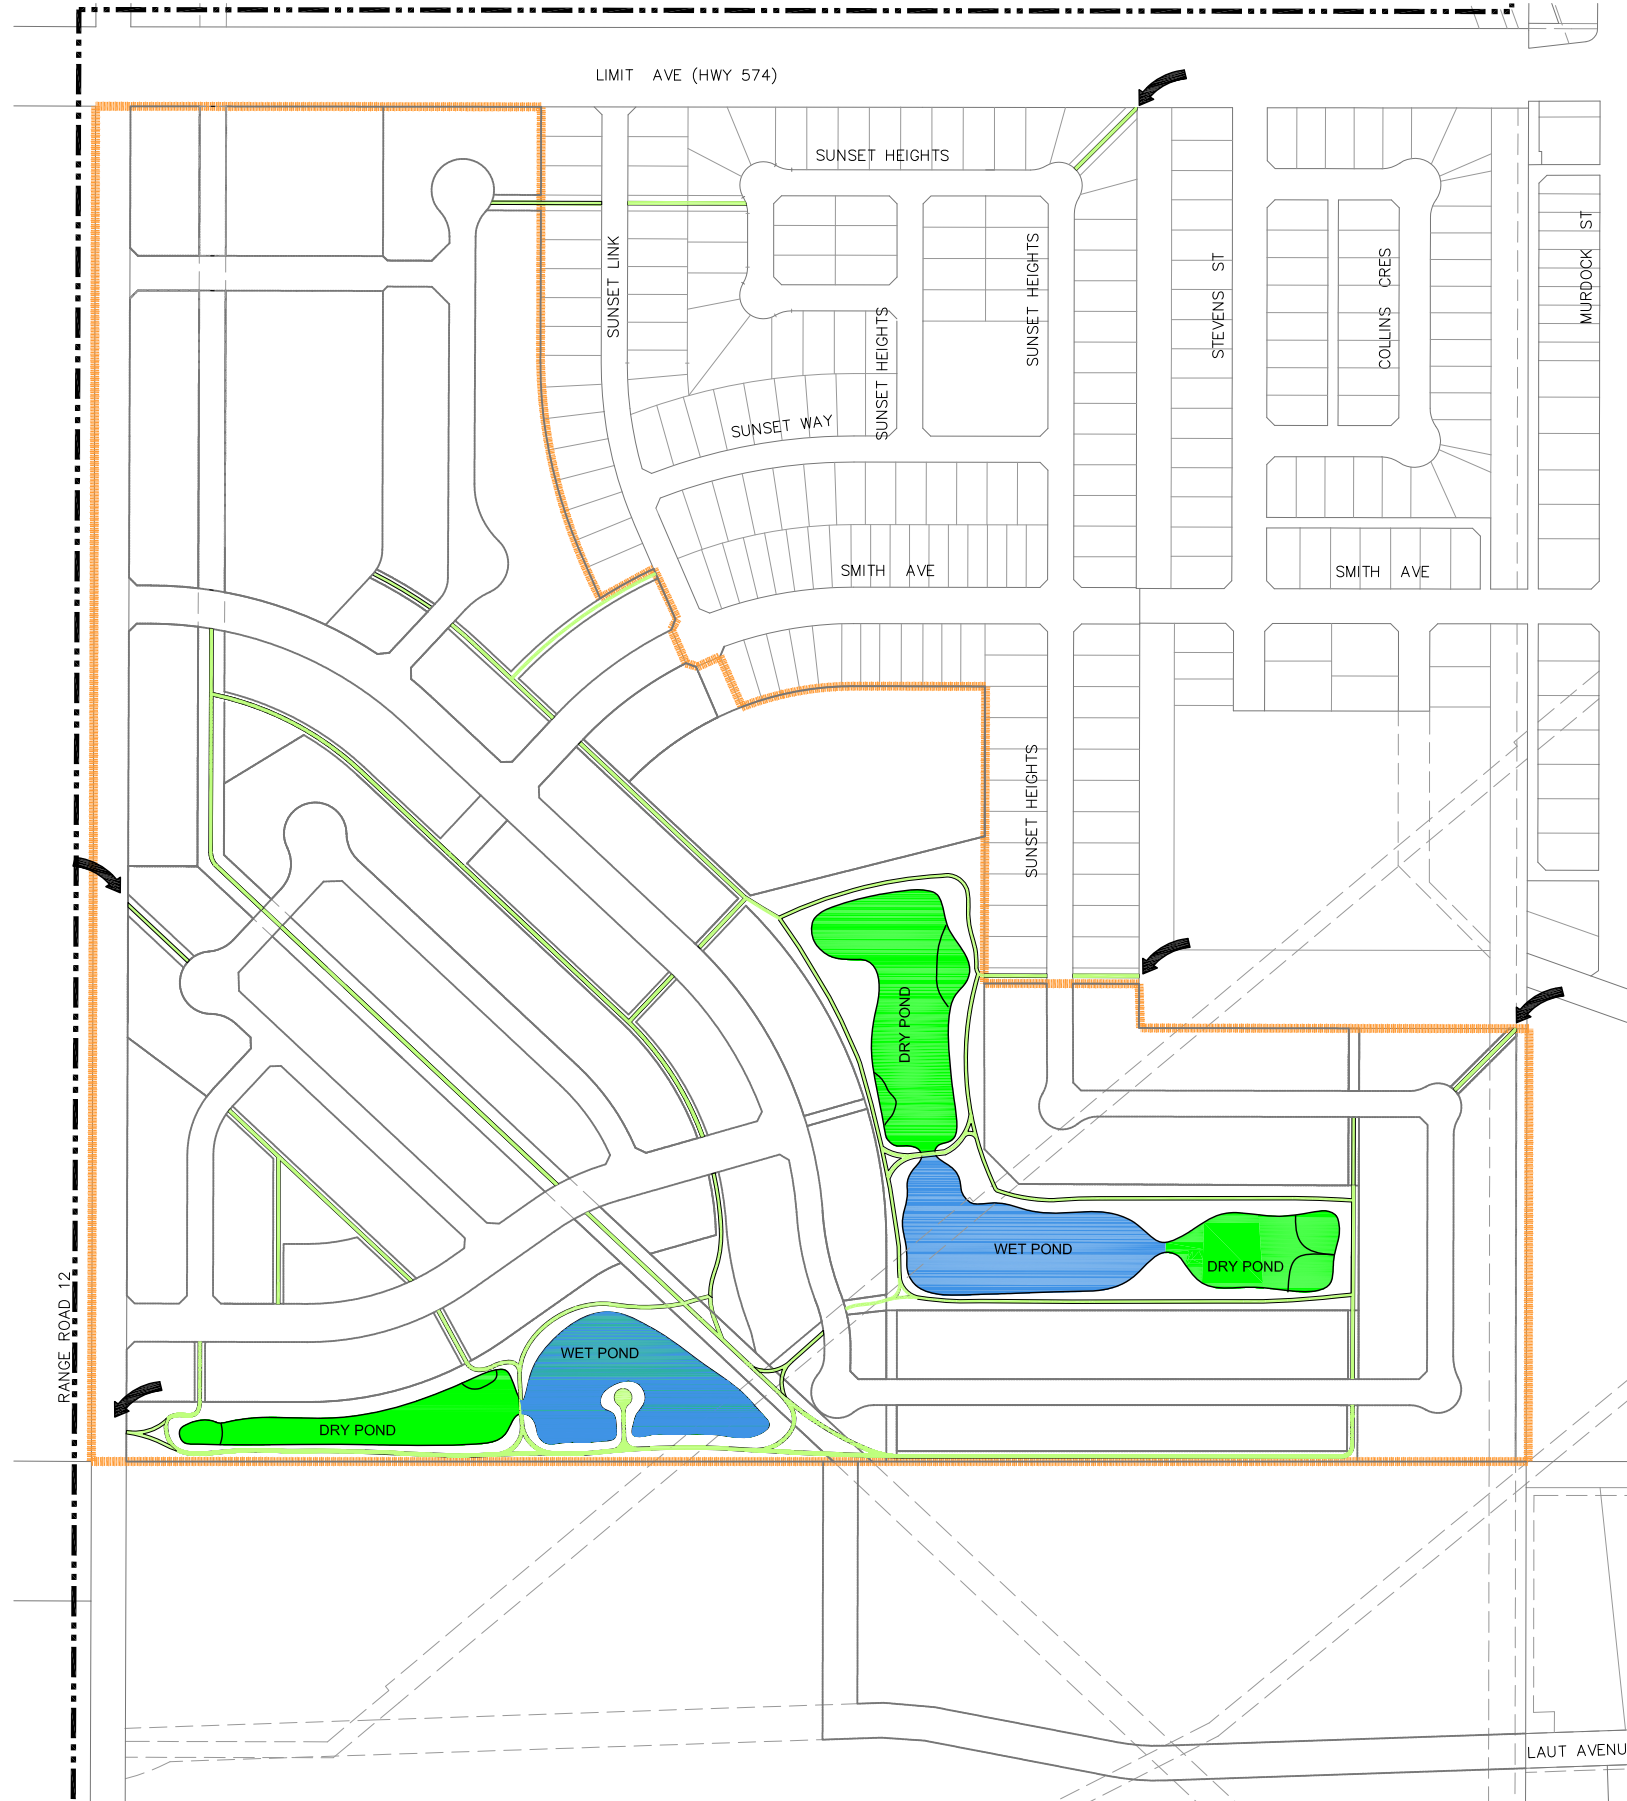 LIMIT AVE (HWY 574)
SUNSET HEIGHTS
SUNSET LINK
SUNSET HEIGHTS
STEVENS ST
COLLINS CRES
MURDOCK ST
SUNSET HEIGHTS
SUNSET WAY
SMITH AVE
SMITH AVE
SUNSET HEIGHTS
DRY POND
WET POND
DRY POND
RANGE ROAD 12
WET POND
DRY POND
LAUT AVENU